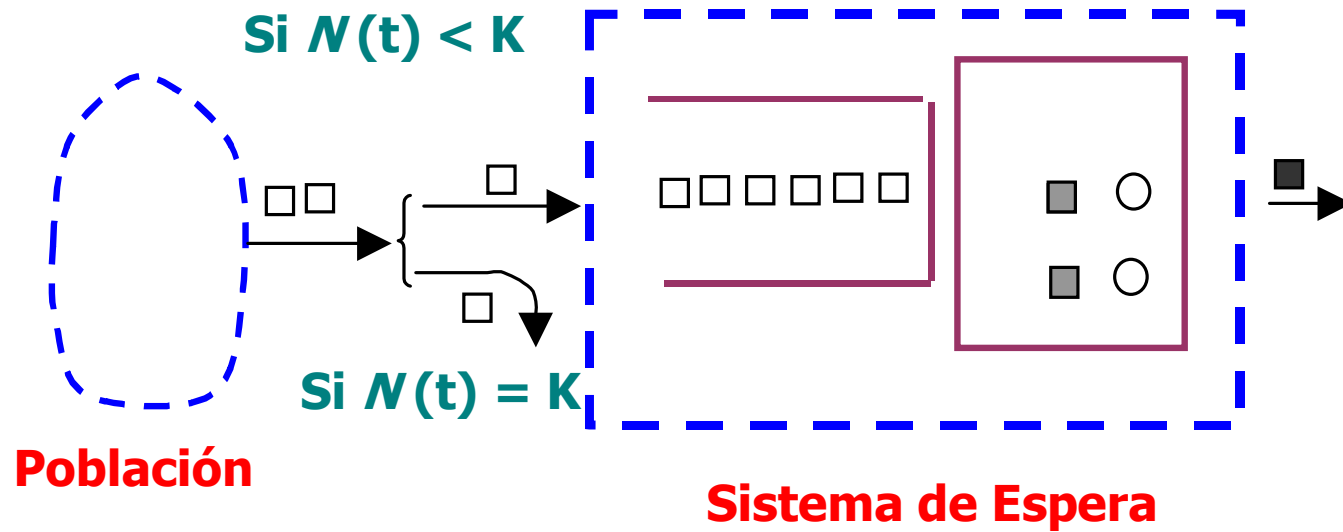 Si N(t) < K
Si N(t) = K
Población
Sistema de Espera